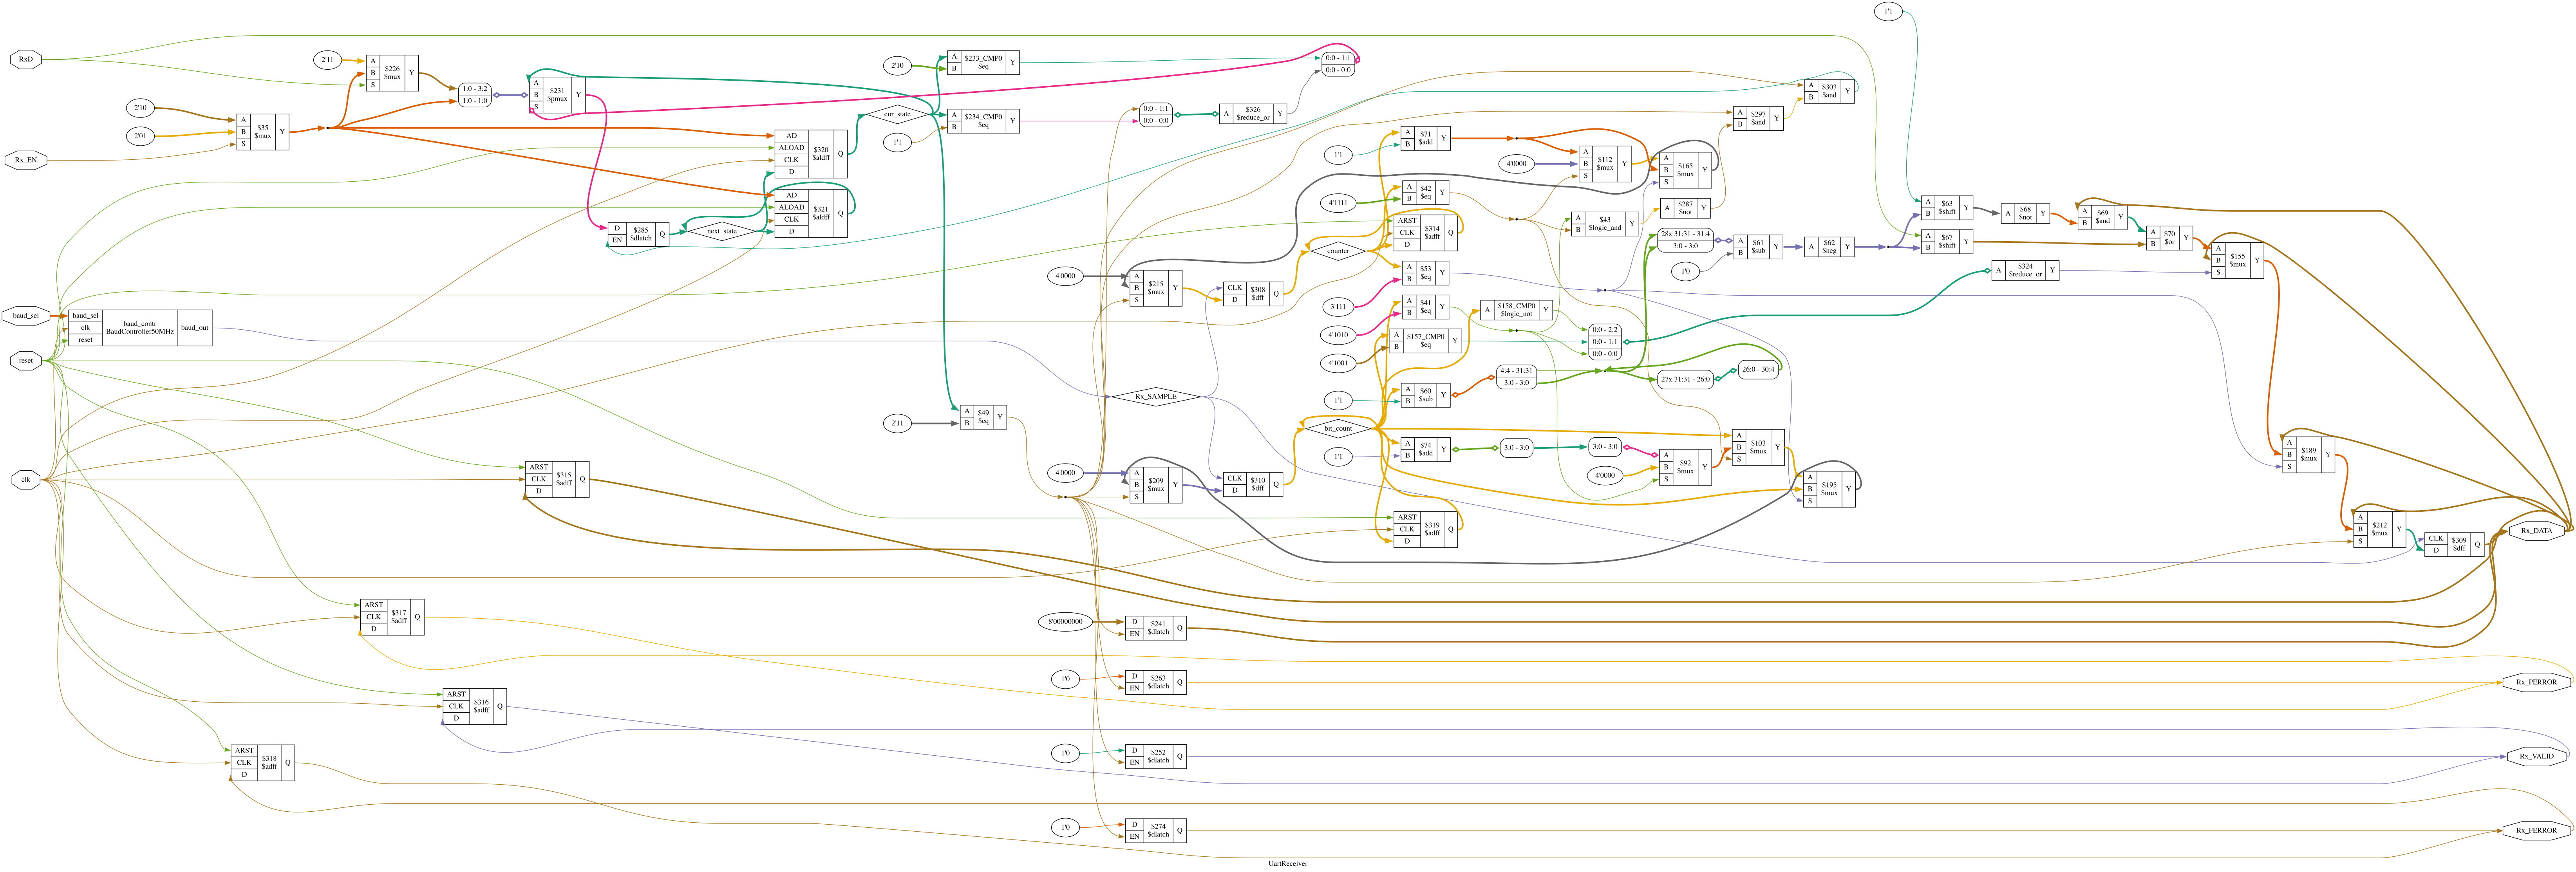 RxD
Rx_EN
baud_sel
reset
clk
2'10
2'01
A
B
S
$35
$mux
Y
2'11
A
B
S
$226
$mux
Y
1:0 - 3:2
1:0 - 1:0
A
B
S
$231
$pmux
Y
baud_sel
clk
reset
baud_contr
BaudController50MHz
baud_out
D
EN
$285
$dlatch
Q
next_state
AD
ALOAD
CLK
D
$320
$aldff
Q
AD
ALOAD
CLK
D
$321
$aldff
Q
cur_state
2'10
A
B
$233_CMP0
$eq
Y
1'1
A
B
$234_CMP0
$eq
Y
0:0 - 1:1
0:0 - 0:0
A
$326
$reduce_or
Y
0:0 - 1:1
0:0 - 0:0
2'11
A
B
$49
$eq
Y
ARST
CLK
D
$315
$adff
Q
ARST
CLK
D
$317
$adff
Q
ARST
CLK
D
$316
$adff
Q
ARST
CLK
D
$318
$adff
Q
4'0000
A
B
S
$215
$mux
Y
CLK
D
$308
$dff
Q
Rx_SAMPLE
4'0000
A
B
S
$209
$mux
Y
CLK
D
$310
$dff
Q
8'00000000
D
EN
$241
$dlatch
Q
1'0
D
EN
$263
$dlatch
Q
1'0
D
EN
$252
$dlatch
Q
1'0
D
EN
$274
$dlatch
Q
counter
bit_count
1'1
A
B
$71
$add
Y
4'1111
A
B
$42
$eq
Y
ARST
CLK
D
$314
$adff
Q
3'111
A
B
$53
$eq
Y
4'1010
A
B
$41
$eq
Y
4'1001
A
B
$157_CMP0
$eq
Y
1'1
A
B
$60
$sub
Y
1'1
A
B
$74
$add
Y
ARST
CLK
D
$319
$adff
Q
4'0000
A
B
S
$112
$mux
Y
A
B
$43
$logic_and
Y
A
$158_CMP0
$logic_not
Y
0:0 - 2:2
0:0 - 1:1
0:0 - 0:0
4:4 - 31:31
3:0 - 3:0
3:0 - 3:0
3:0 - 3:0
4'0000
A
B
S
$165
$mux
Y
A
$287
$not
Y
28x 31:31 - 31:4
3:0 - 3:0
27x 31:31 - 26:0
26:0 - 30:4
A
B
S
$92
$mux
Y
A
B
S
$103
$mux
Y
A
B
S
$195
$mux
Y
A
B
$297
$and
Y
A
B
$303
$and
Y
1'0
A
B
$61
$sub
Y
A
$62
$neg
Y
1'1
A
B
$63
$shift
Y
A
B
$67
$shift
Y
A
$324
$reduce_or
Y
A
$68
$not
Y
A
B
$69
$and
Y
A
B
$70
$or
Y
A
B
S
$155
$mux
Y
A
B
S
$189
$mux
Y
A
B
S
$212
$mux
Y
CLK
D
$309
$dff
Q
Rx_DATA
Rx_PERROR
Rx_VALID
Rx_FERROR
UartReceiver